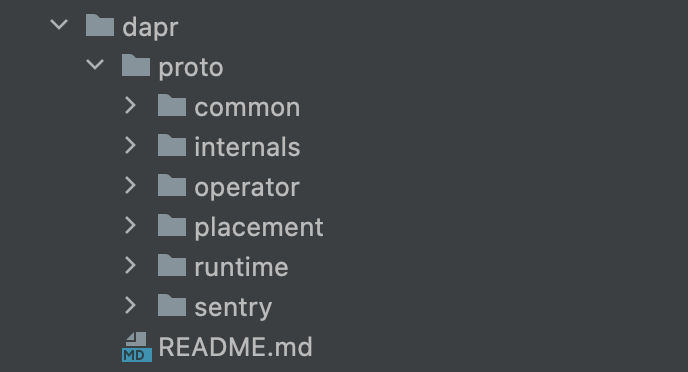 dapr
proto
common
internals
operator
placement
runtime
sentry
MD README.md